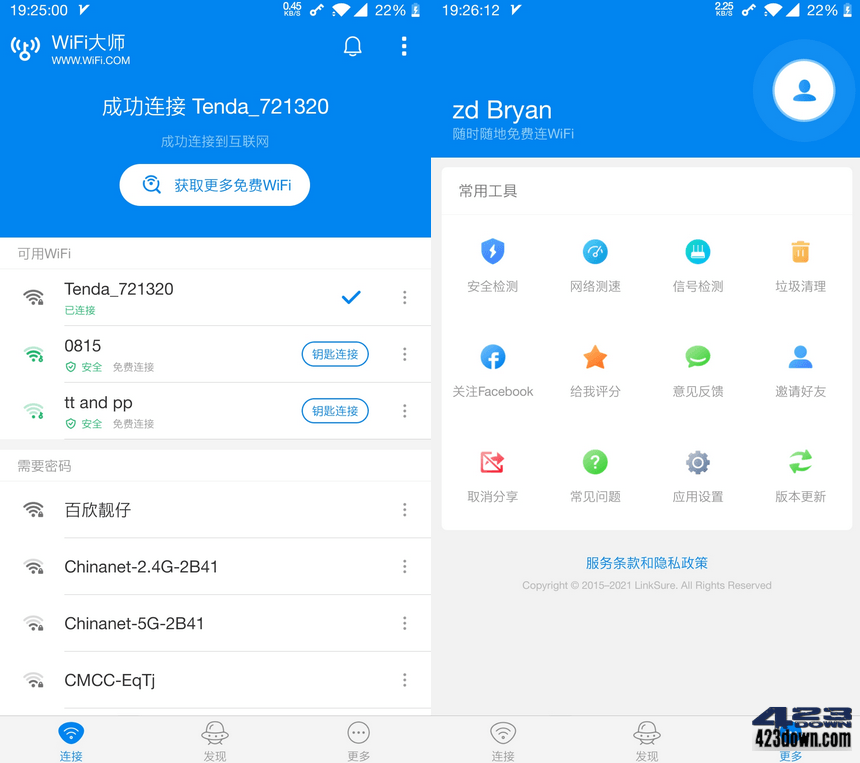 19:25:00
0.45
KB/S
22%
WiFi大师
WWW.WiFi.COM
成功连接 Tenda_721320
成功连接到互联网
获取更多免费WiFi
可用WiFi
Tenda_721320
已连接
0815
安全 免费连接
钥匙连接
tt and pp
安全 免费连接
钥匙连接
需要密码
百欣靓仔
Chinanet-2.4G-2B41
Chinanet-5G-2B41
CMCC-EqTj
连接 发现 更多
19:26:12
2.25
KB/S
22%
zd Bryan
随时随地免费连WiFi
常用工具
安全检测 网络测速 信号检测 垃圾清理
关注Facebook 给我评分 意见反馈 邀请好友
取消分享 常见问题 应用设置 版本更新
服务条款和隐私政策
Copyright © 2015–2021 LinkSure. All Rights Reserved
连接 发现 更多
423DOWN
423down.com